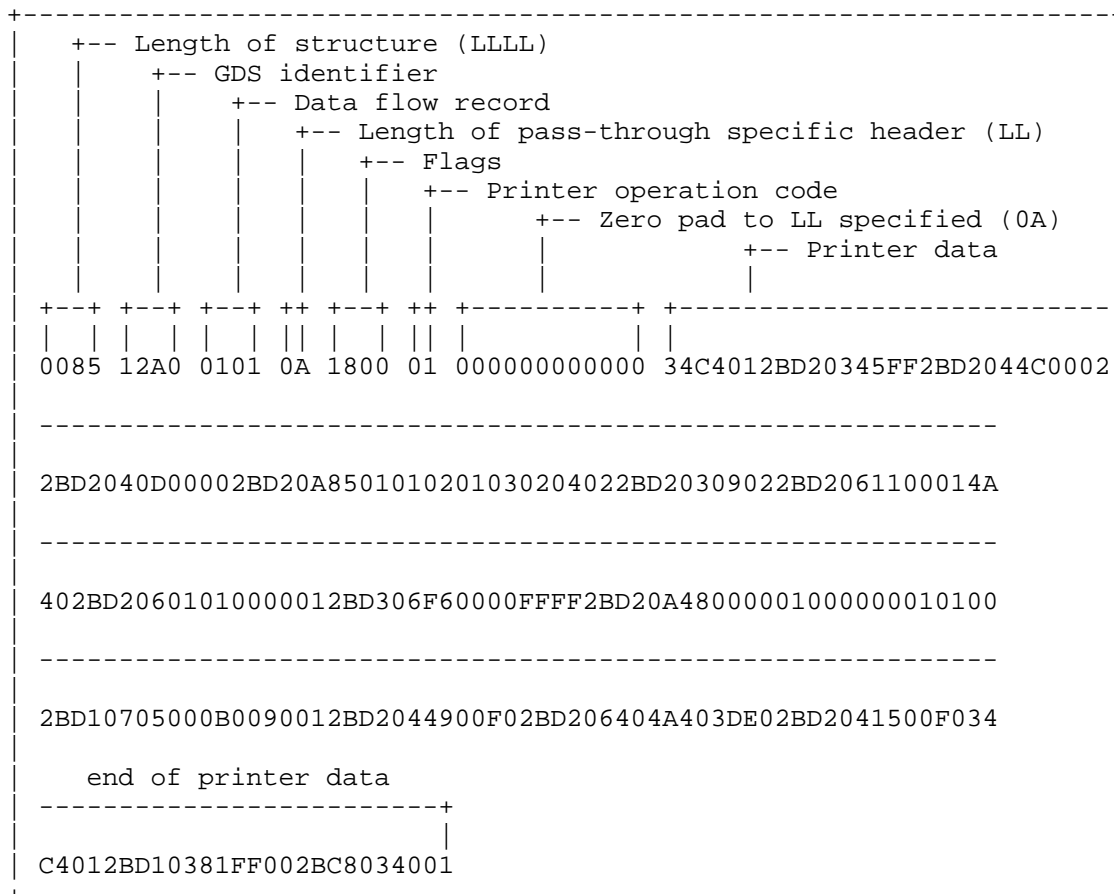 +-- Length of structure (LLLL)
+-- GDS identifier
+-- Data flow record
+-- Length of pass-through specific header (LL)
+-- Flags
+-- Printer operation code
+-- Zero pad to LL specified (0A)
+-- Printer data
0085 12A0 0101 0A 1800 01 000000000000 34C4012BD20345FF2BD2044C0002
2BD2040D00002BD20A8501010201030204022BD20309022BD2061100014A
402BD20601010000012BD306F60000FFFF2BD20A48000001000000010100
2BD10705000B0090012BD2044900F02BD206404A403DE02BD2041500F034
end of printer data
C4012BD10381FF002BC8034001